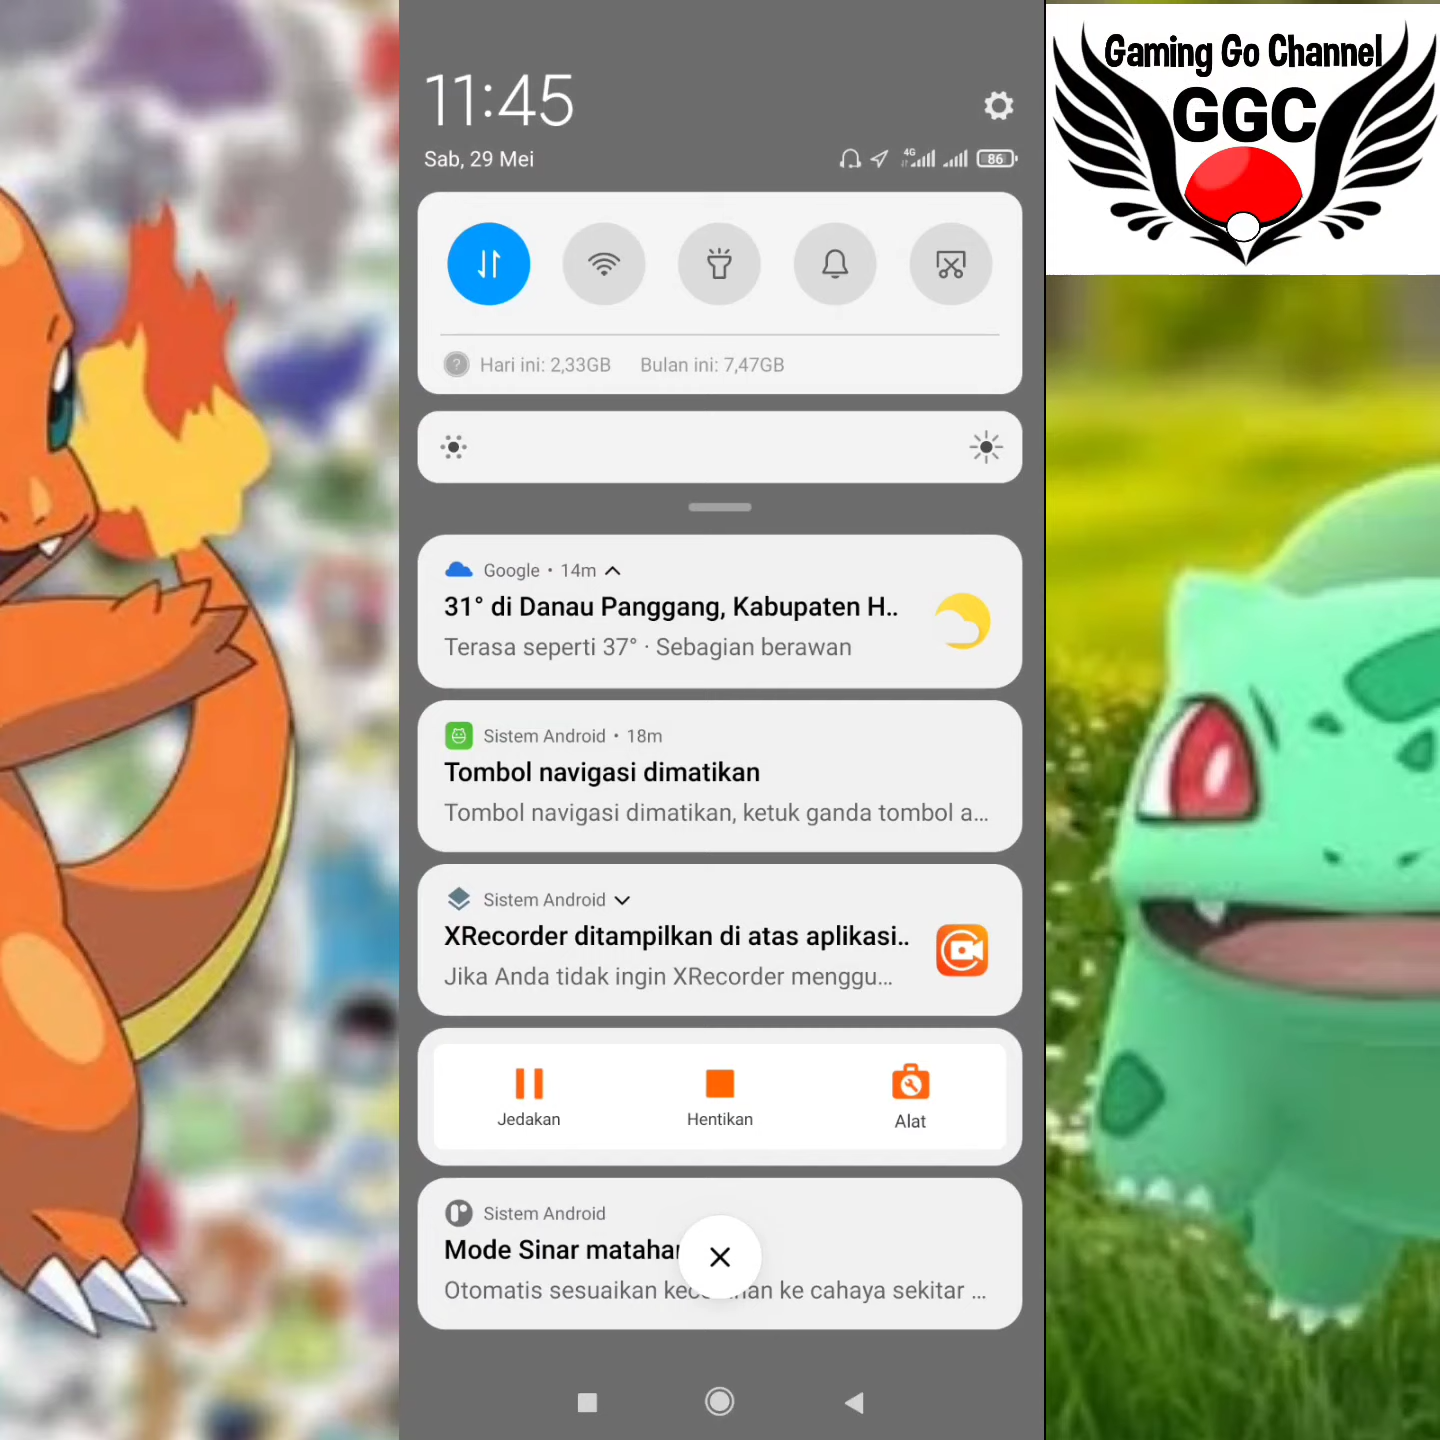 Gaming Go Channel
GGC
11:45
Sab, 29 Mei
4G
86
Hari ini: 2,33GB Bulan ini: 7,47GB
Google • 14m
31° di Danau Panggang, Kabupaten H..
Terasa seperti 37° · Sebagian berawan
Sistem Android • 18m
Tombol navigasi dimatikan
Tombol navigasi dimatikan, ketuk ganda tombol a...
Sistem Android
XRecorder ditampilkan di atas aplikasi..
Jika Anda tidak ingin XRecorder menggu...
Jedakan
Hentikan
Alat
Sistem Android
Mode Sinar
Otomatis sesuaikan ke cahaya sekitar ...